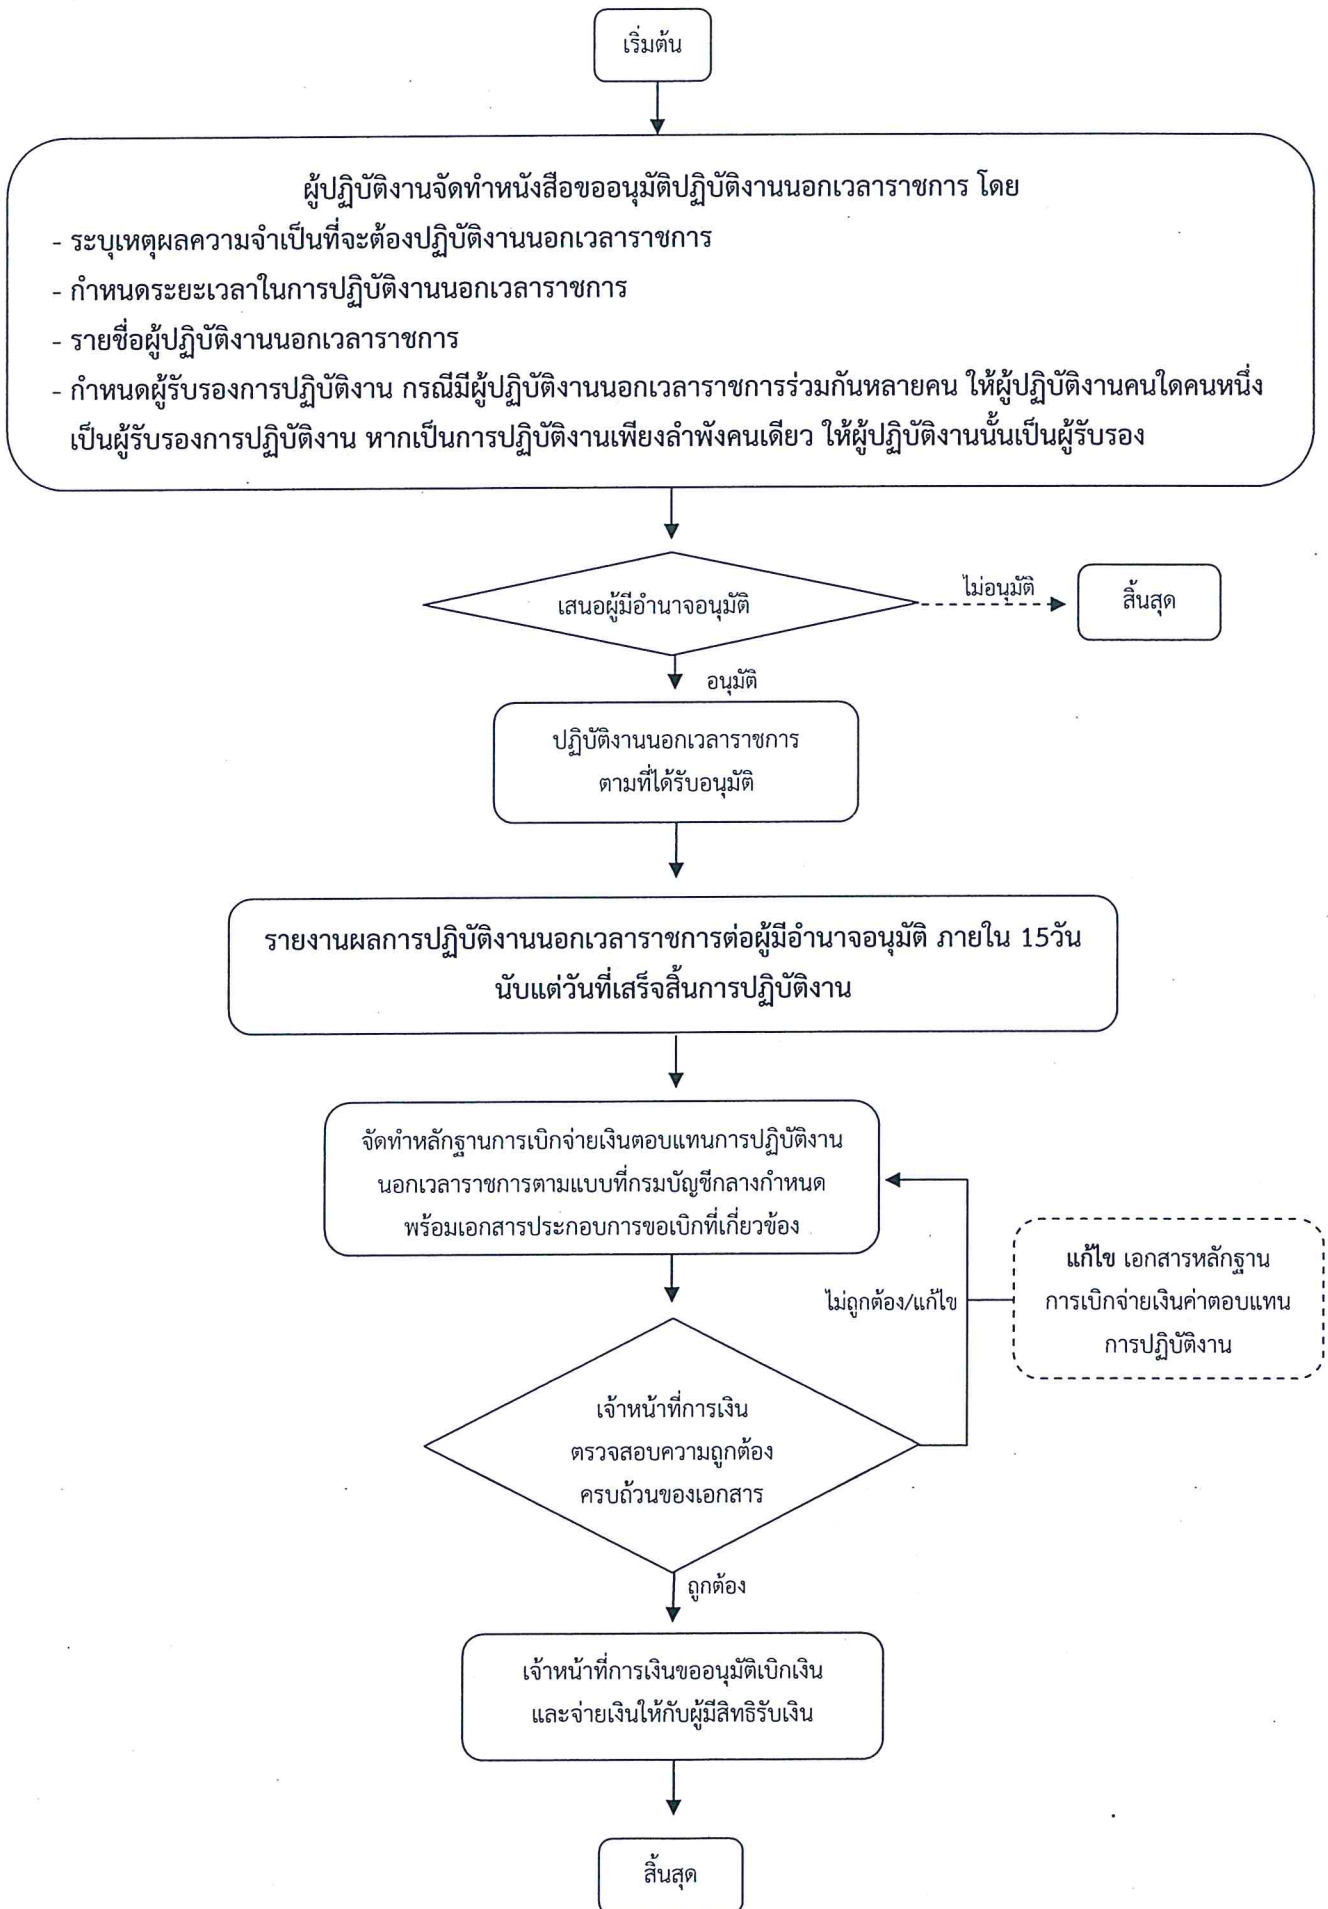 เริ่มต้น
ผู้ปฏิบัติงานจัดทำหนังสือขออนุมัติปฏิบัติงานนอกเวลาราชการ โดย
- ระบุเหตุผลความจำเป็นที่จะต้องปฏิบัติงานนอกเวลาราชการ
- กำหนดระยะเวลาในการปฏิบัติงานนอกเวลาราชการ
- รายชื่อผู้ปฏิบัติงานนอกเวลาราชการ
- กำหนดผู้รับรองการปฏิบัติงาน กรณีมีผู้ปฏิบัติงานนอกเวลาราชการร่วมกันหลายคน ให้ผู้ปฏิบัติงานคนใดคนหนึ่ง
เป็นผู้รับรองการปฏิบัติงาน หากเป็นการปฏิบัติงานเพียงลำพังคนเดียว ให้ผู้ปฏิบัติงานนั้นเป็นผู้รับรอง
เสนอผู้มีอำนาจอนุมัติ
ไม่อนุมัติ
สิ้นสุด
อนุมัติ
ปฏิบัติงานนอกเวลาราชการ
ตามที่ได้รับอนุมัติ
รายงานผลการปฏิบัติงานนอกเวลาราชการต่อผู้มีอำนาจอนุมัติ ภายใน 15วัน
นับแต่วันที่เสร็จสิ้นการปฏิบัติงาน
จัดทำหลักฐานการเบิกจ่ายเงินตอบแทนการปฏิบัติงาน
นอกเวลาราชการตามแบบที่กรมบัญชีกลางกำหนด
พร้อมเอกสารประกอบการขอเบิกที่เกี่ยวข้อง
ไม่ถูกต้อง/แก้ไข
แก้ไข เอกสารหลักฐาน
การเบิกจ่ายเงินค่าตอบแทน
การปฏิบัติงาน
เจ้าหน้าที่การเงิน
ตรวจสอบความถูกต้อง
ครบถ้วนของเอกสาร
ถูกต้อง
เจ้าหน้าที่การเงินขออนุมัติเบิกเงิน
และจ่ายเงินให้กับผู้มีสิทธิรับเงิน
สิ้นสุด